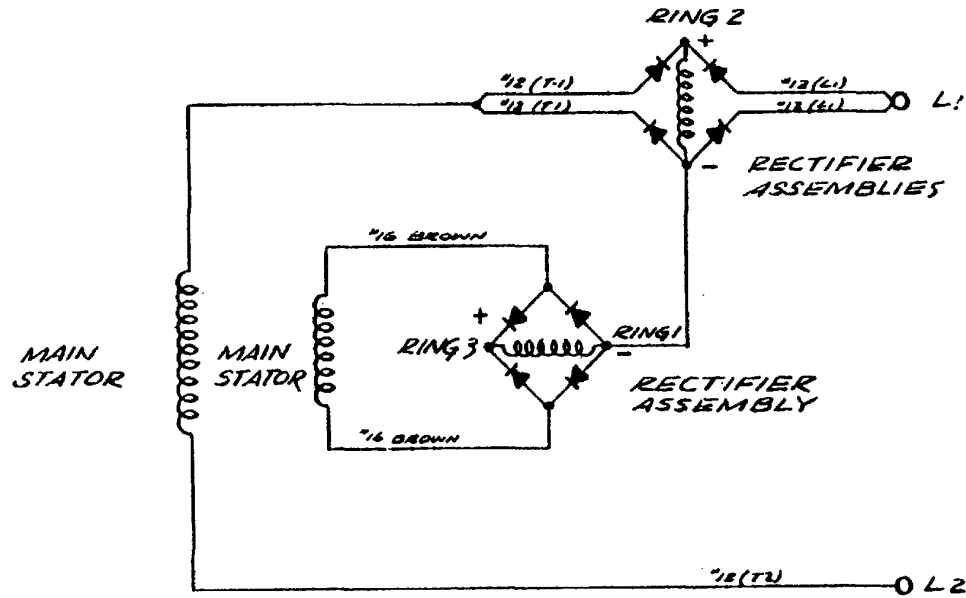 RING 2
+
#12 (T-1)
#12 (T1)
#12 (L1)
#12 (L1)
L1
-
RECTIFIER
ASSEMBLIES
#16 BROWN
+
RING 3
RING 1
-
MAIN
STATOR
MAIN
STATOR
RECTIFIER
ASSEMBLY
#16 BROWN
#12 (T2)
L2